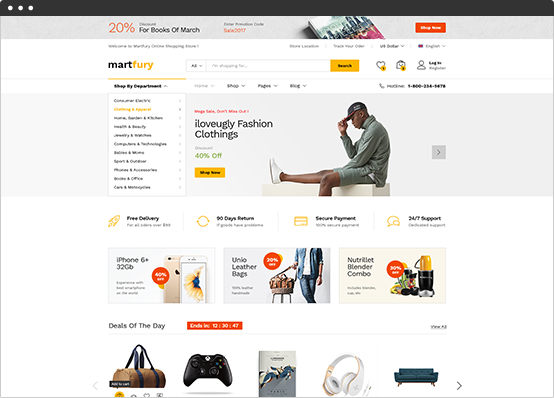 20% Discount For Books Of March
Enter Promotion Code Sale2017
Shop Now
Welcome to Martfury Online Shopping Store !
Store Location
Track Your Oder
US Dollar
English
martfury
All
I'm shopping for...
Search
Log in
Register
Shop By Department
Home
Shop
Pages
Blog
Hotline: 1-800-234-5678
Consumer Electric
Clothing & Apparel
Home, Garden & Kitchen
Health & Beauty
Jewelry & Watches
Computers & Technologies
Babies & Moms
Sport & Outdoor
Phones & Accessories
Books & Office
Cars & Motocycles
Mega Sale, Don't Miss Out !
iloveugly Fashion
Clothings
Discount
40% Off
Shop Now
Free Delivery
For all oders over $99
90 Days Return
If goods have problems
Secure Payment
100% secure payment
24/7 Support
Dedicated support
iPhone 6+
32Gb
Experience with
best smartphone
on the world
40%
OFF
Unio
Leather
Bags
100% leather
handmade
20%
OFF
Nutrillet
Blender
Combo
Includes blender,
cup, etc.
30%
OFF
Deals Of The Day
Ends in: 12 : 30 : 47
View All
Add to cart